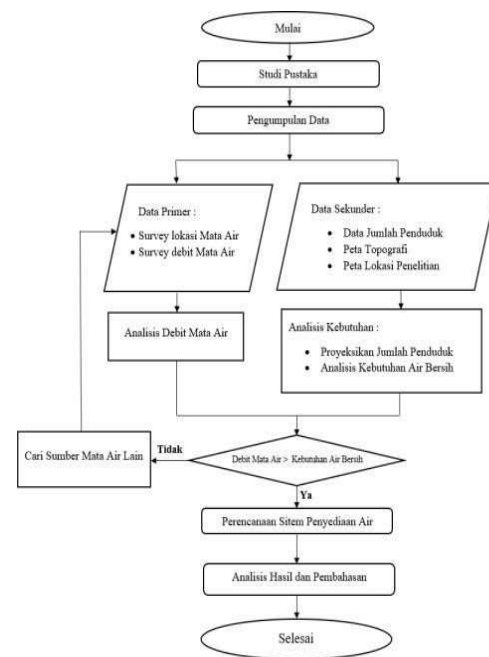 Mulai
Studi Pustaka
Pengumpulan Data
Data Primer :
• Survey lokasi Mata Air
• Survey debit Mata Air
Data Sekunder :
• Data Jumlah Penduduk
• Peta Topografi
• Peta Lokasi Penelitian
Analisis Debit Mata Air
Analisis Kebutuhan :
• Proyeksikan Jumlah Penduduk
• Analisis Kebutuhan Air Bersih
Cari Sumber Mata Air Lain
Tidak
Debit Mata Air > Kebutuhan Air Bersih
Ya
Perencanaan Sitem Penyediaan Air
Analisis Hasil dan Pembahasan
Selesai